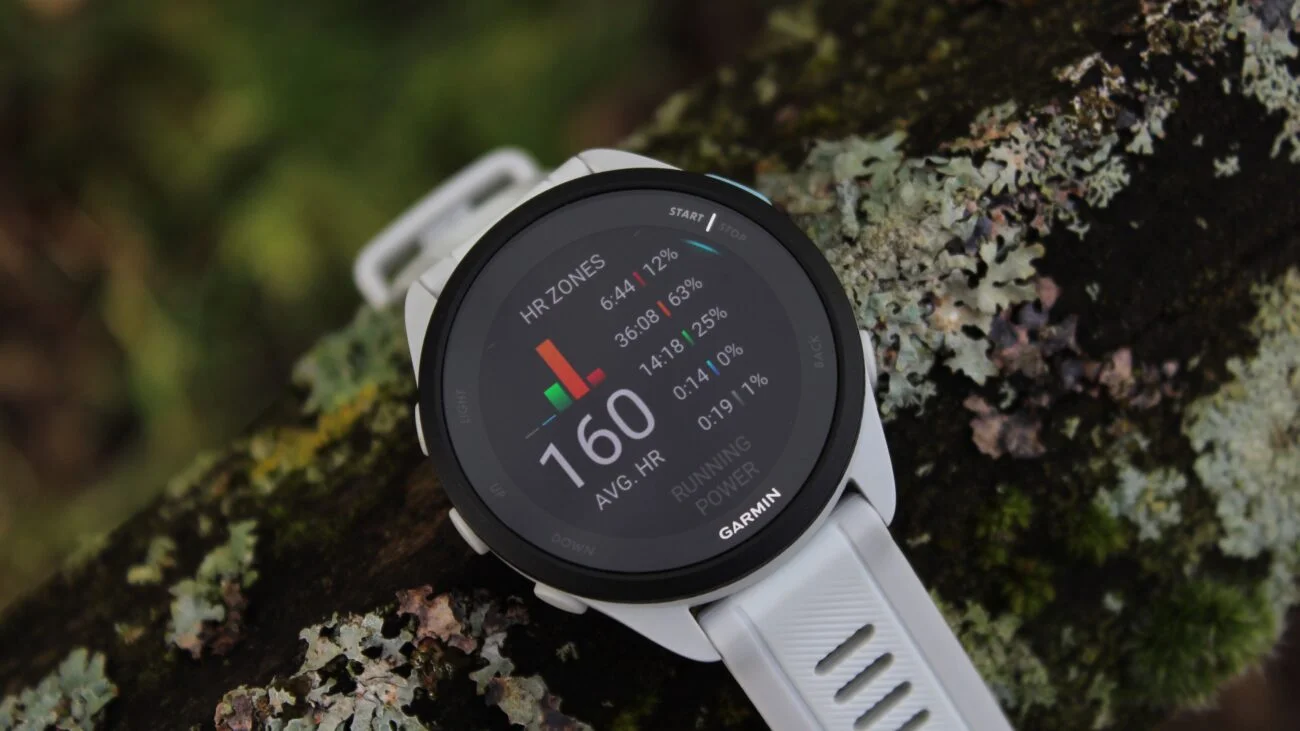 START
STOP
HR ZONES
6:44 12%
36:08 63%
14:18 25%
0:14 0%
0:19 1%
160
AVG. HR
RUNNING
POWER
GARMIN
LIGHT
UP
DOWN
BACK